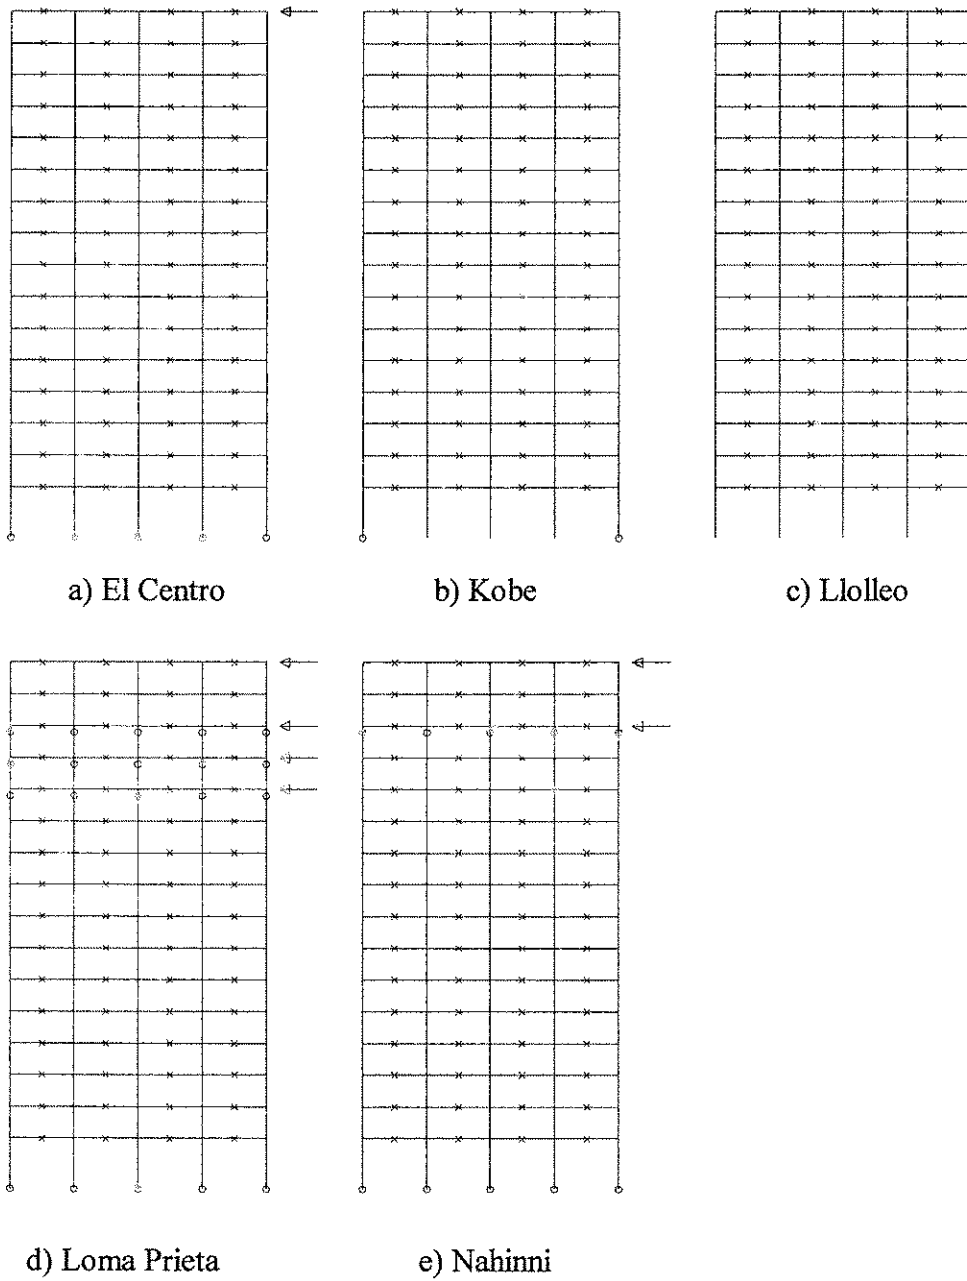 a) El Centro
b) Kobe
c) Llolleo
d) Loma Prieta
e) Nahinni